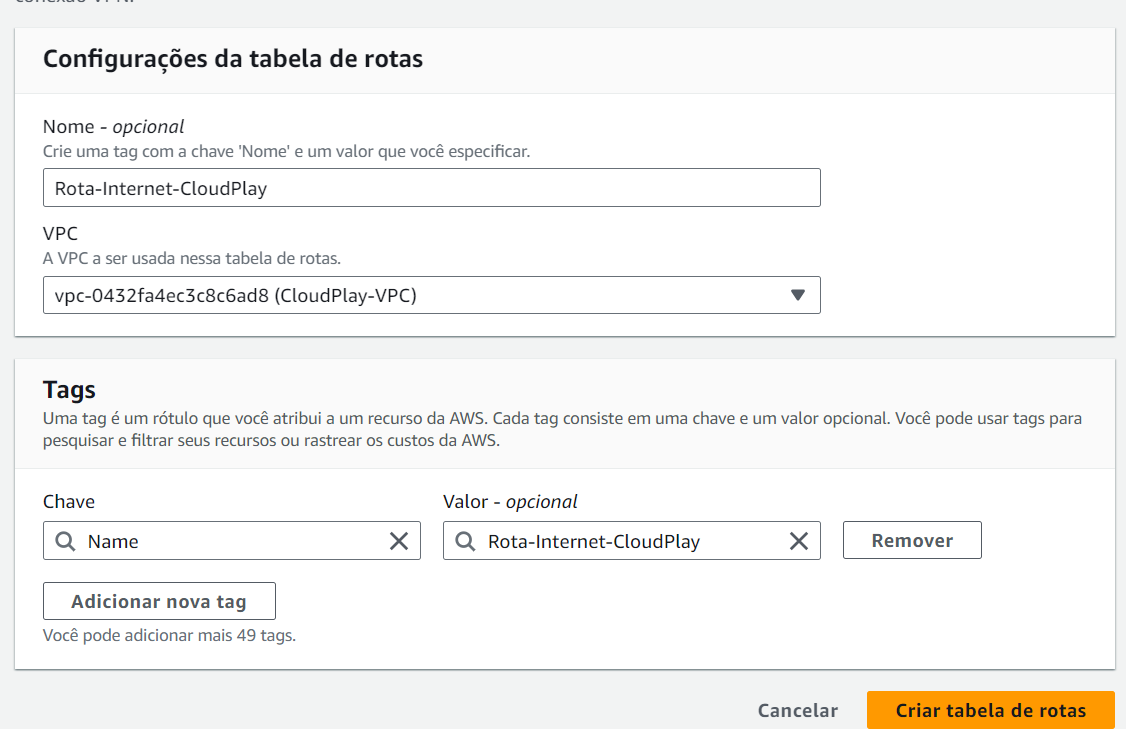 conexão VPN.
Configurações da tabela de rotas
Nome - opcional
Crie uma tag com a chave 'Nome' e um valor que você especificar.
Rota-Internet-CloudPlay
VPC
A VPC a ser usada nessa tabela de rotas.
vpc-0432fa4ec3c8c6ad8 (CloudPlay-VPC)
Tags
Uma tag é um rótulo que você atribui a um recurso da AWS. Cada tag consiste em uma chave e um valor opcional. Você pode usar tags para
pesquisar e filtrar seus recursos ou rastrear os custos da AWS.
Chave
Valor - opcional
Name
Rota-Internet-CloudPlay
Remover
Adicionar nova tag
Você pode adicionar mais 49 tags.
Cancelar
Criar tabela de rotas